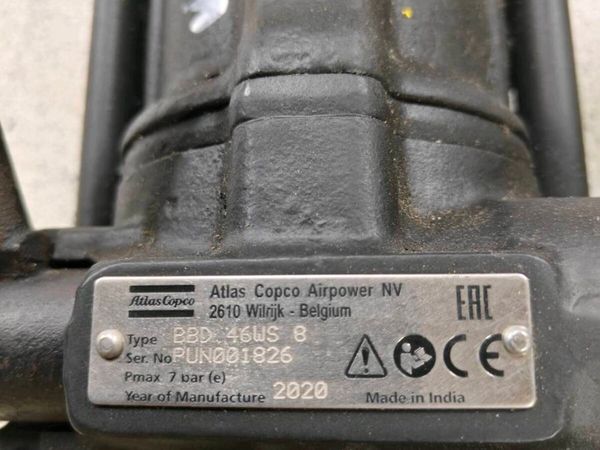 Atlas Copco
Atlas Copco Airpower NV
2610 Wilrijk - Belgium
EAC
Type BBD 46WS 8
Ser. No PUN001826
CE
Pmax 7 bar (e)
Year of Manufacture 2020
Made in India